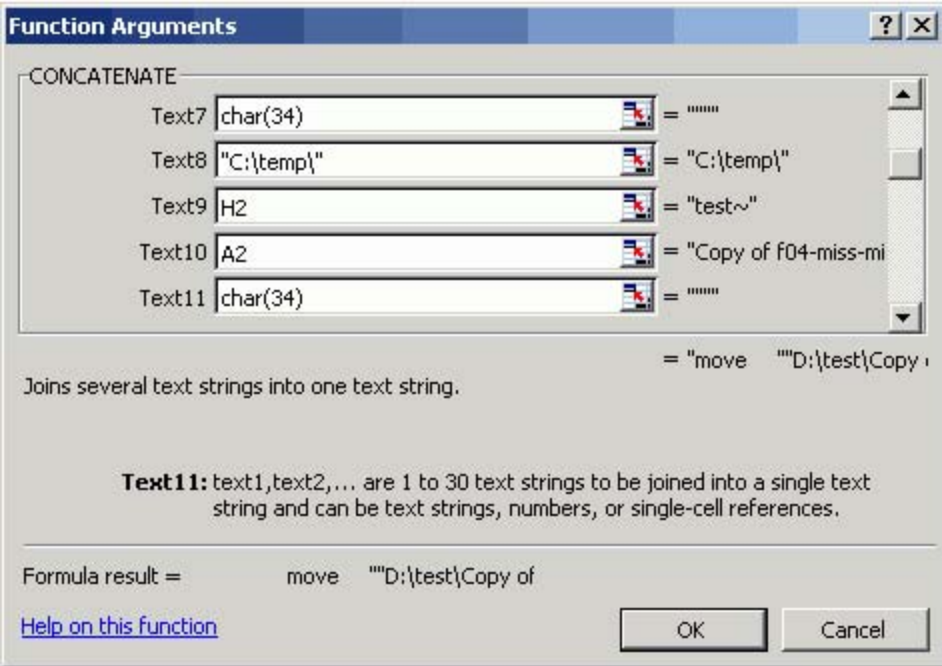 Function Arguments
CONCATENATE
Text7 char(34) = """"
Text8 "C:\temp\" = "C:\temp\"
Text9 H2 = "test~"
Text10 A2 = "Copy of f04-miss-mi
Text11 char(34) = """"
= "move ""D:\test\Copy
Joins several text strings into one text string.
Text11: text1,text2,... are 1 to 30 text strings to be joined into a single text
string and can be text strings, numbers, or single-cell references.
Formula result = move ""D:\test\Copy of
Help on this function
OK Cancel